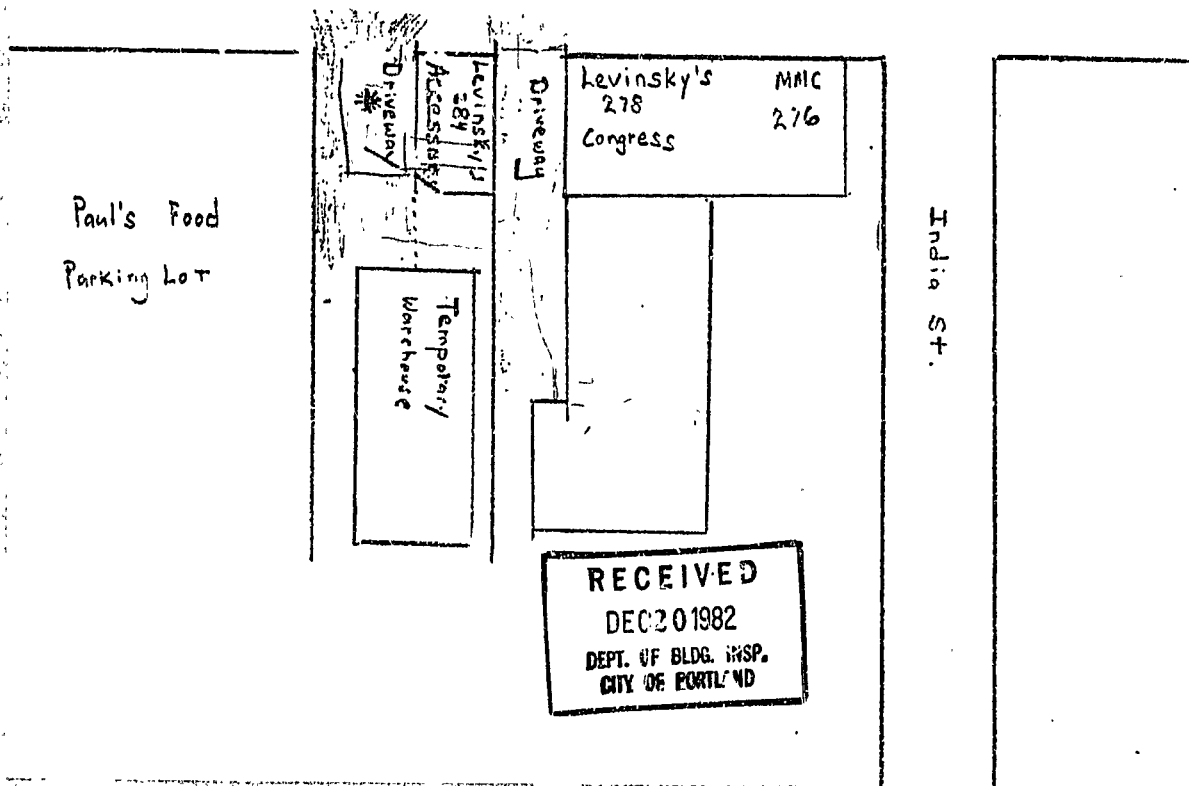 Paul's Food
Parking Lot
Driveway
Levinsky's
284
Accessory
Driveway
Levinsky's
278
Congress
MMC
276
India St.
Temporary
Warehouse
RECEIVED
DEC 20 1982
DEPT. OF BLDG. INSP.
CITY OF PORTLAND